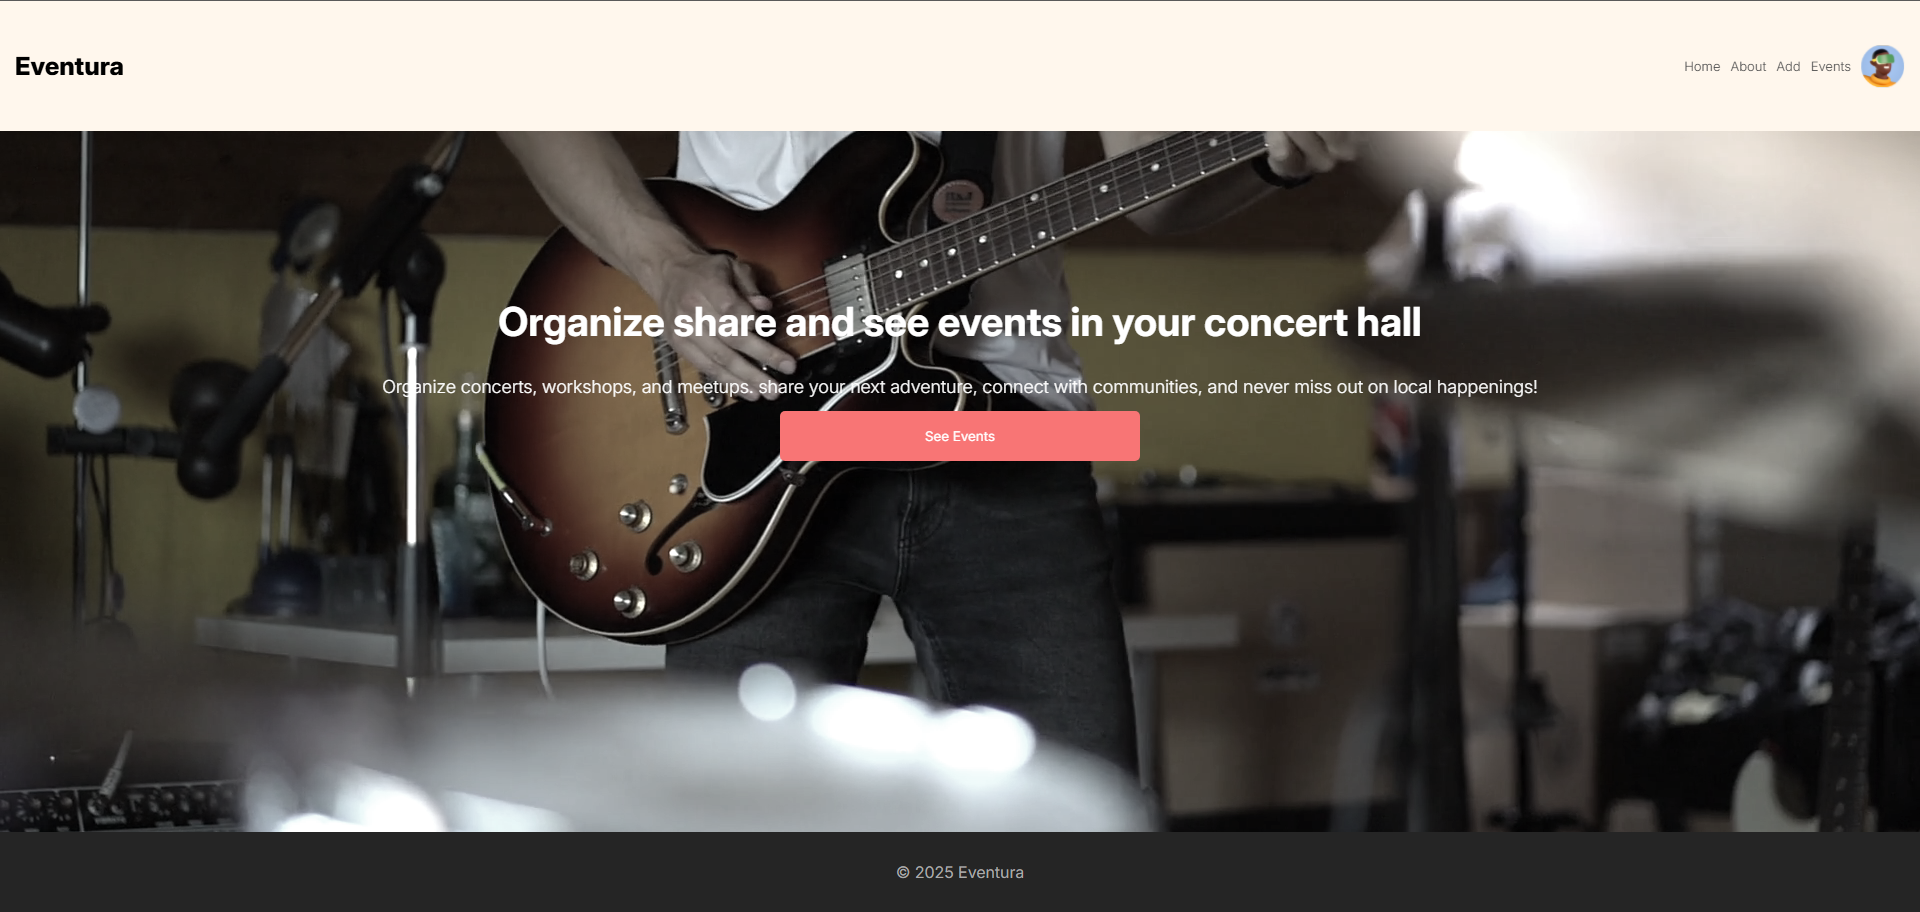 Eventura
Home About Add Events
Organize share and see events in your concert hall
Organize concerts, workshops, and meetups. share your next adventure, connect with communities, and never miss out on local happenings!
See Events
© 2025 Eventura